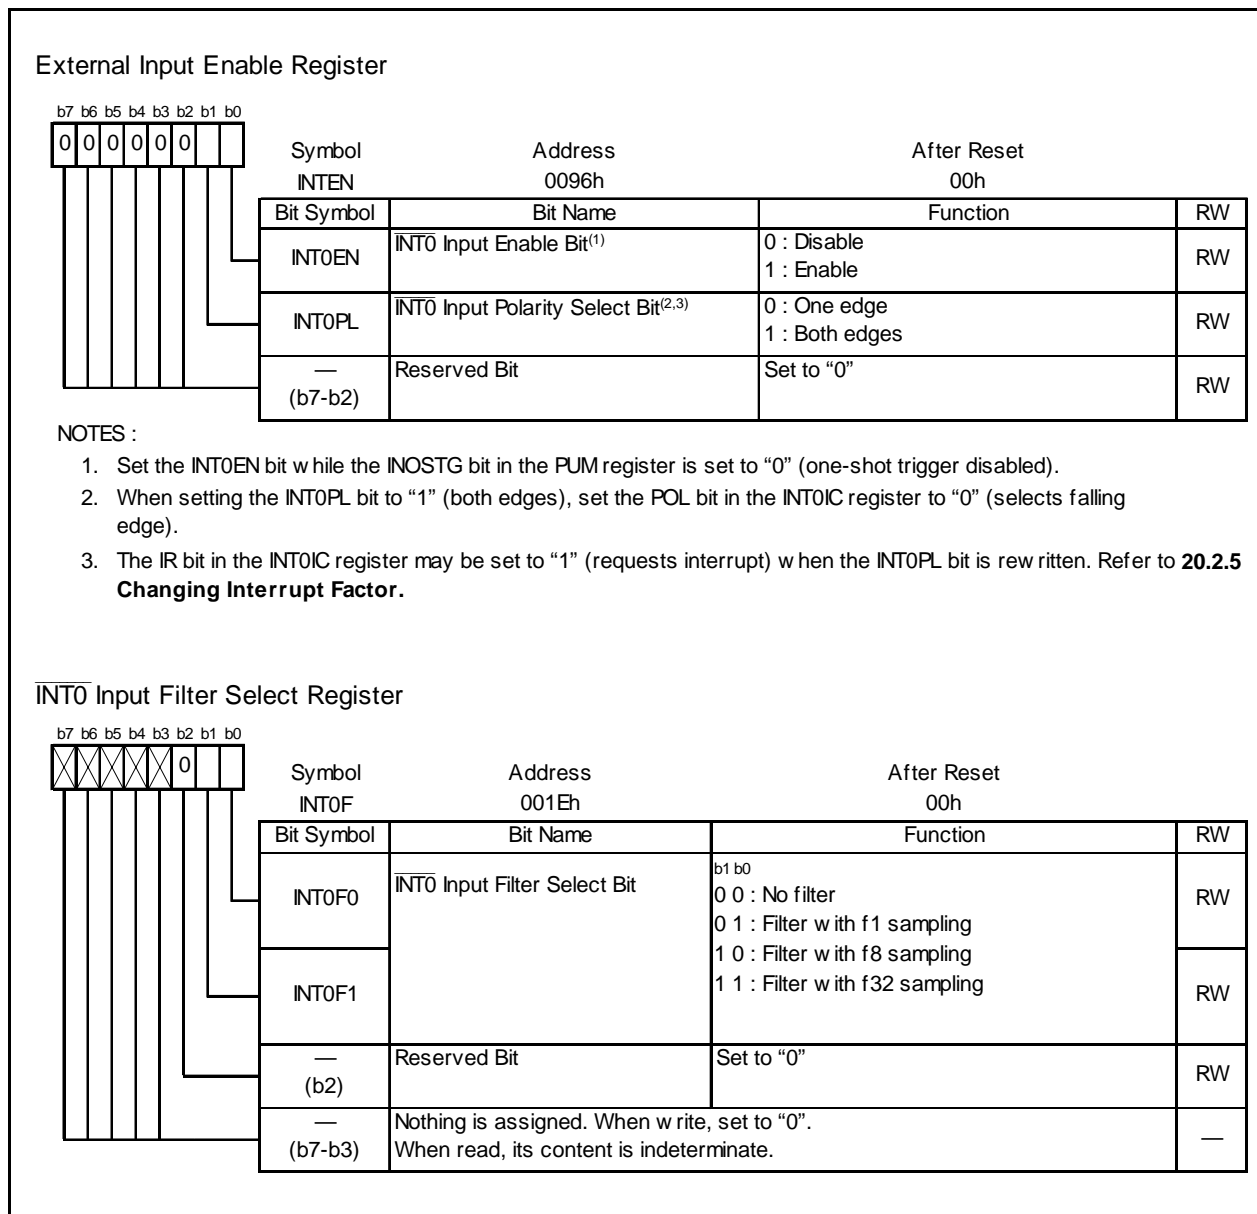 External Input Enable Register
b7 b6 b5 b4 b3 b2 b1 b0
0 0 0 0 0 0
Symbol Address After Reset
INTEN 0096h 00h
Bit Symbol Bit Name Function RW
INT0EN INT0 Input Enable Bit(1) 0 : Disable RW
1 : Enable
INT0PL INT0 Input Polarity Select Bit(2,3) 0 : One edge RW
1 : Both edges
— Reserved Bit Set to “0” RW
(b7-b2)
NOTES :
1. Set the INT0EN bit while the INOSTG bit in the PUM register is set to “0” (one-shot trigger disabled).
2. When setting the INT0PL bit to “1” (both edges), set the POL bit in the INT0IC register to “0” (selects falling
edge).
3. The IR bit in the INT0IC register may be set to “1” (requests interrupt) when the INT0PL bit is rewritten. Refer to 20.2.5
Changing Interrupt Factor.
INT0 Input Filter Select Register
b7 b6 b5 b4 b3 b2 b1 b0
0
Symbol Address After Reset
INT0F 001Eh 00h
Bit Symbol Bit Name Function RW
INT0F0 INT0 Input Filter Select Bit b1 b0 RW
0 0 : No filter
0 1 : Filter with f1 sampling
1 0 : Filter with f8 sampling
INT0F1 1 1 : Filter with f32 sampling RW
— Reserved Bit Set to “0” RW
(b2)
— Nothing is assigned. When write, set to “0”. —
(b7-b3) When read, its content is indeterminate.